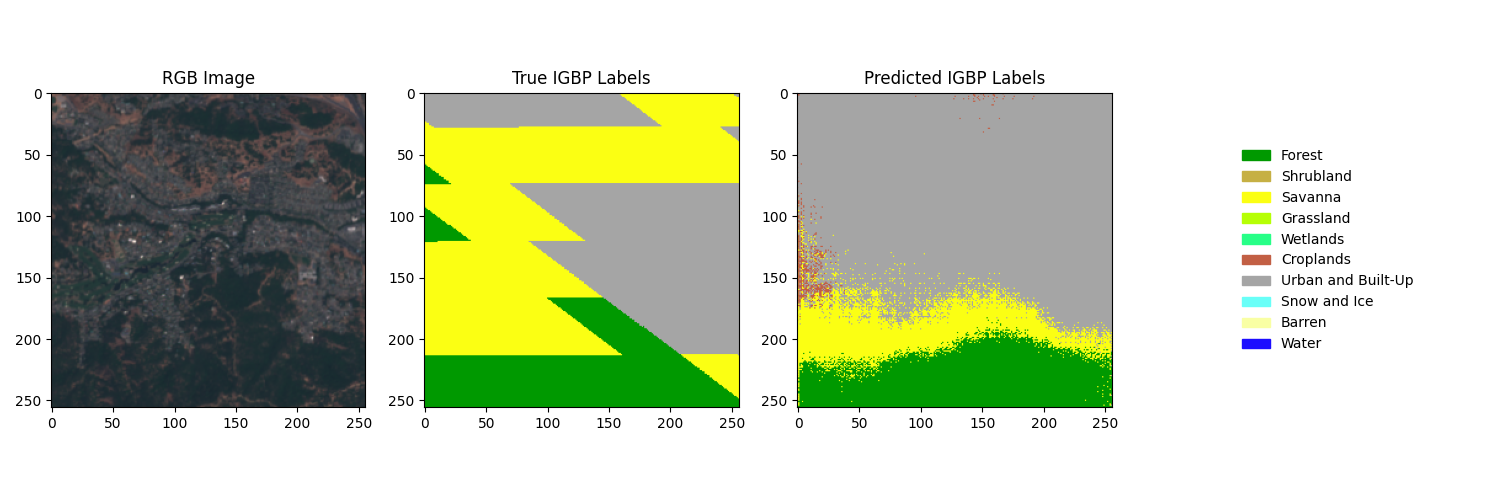 RGB Image
True IGBP Labels
Predicted IGBP Labels
0
50
100
150
200
250
0 50 100 150 200 250
0
50
100
150
200
250
0 50 100 150 200 250
0
50
100
150
200
250
0 50 100 150 200 250
Forest
Shrubland
Savanna
Grassland
Wetlands
Croplands
Urban and Built-Up
Snow and Ice
Barren
Water